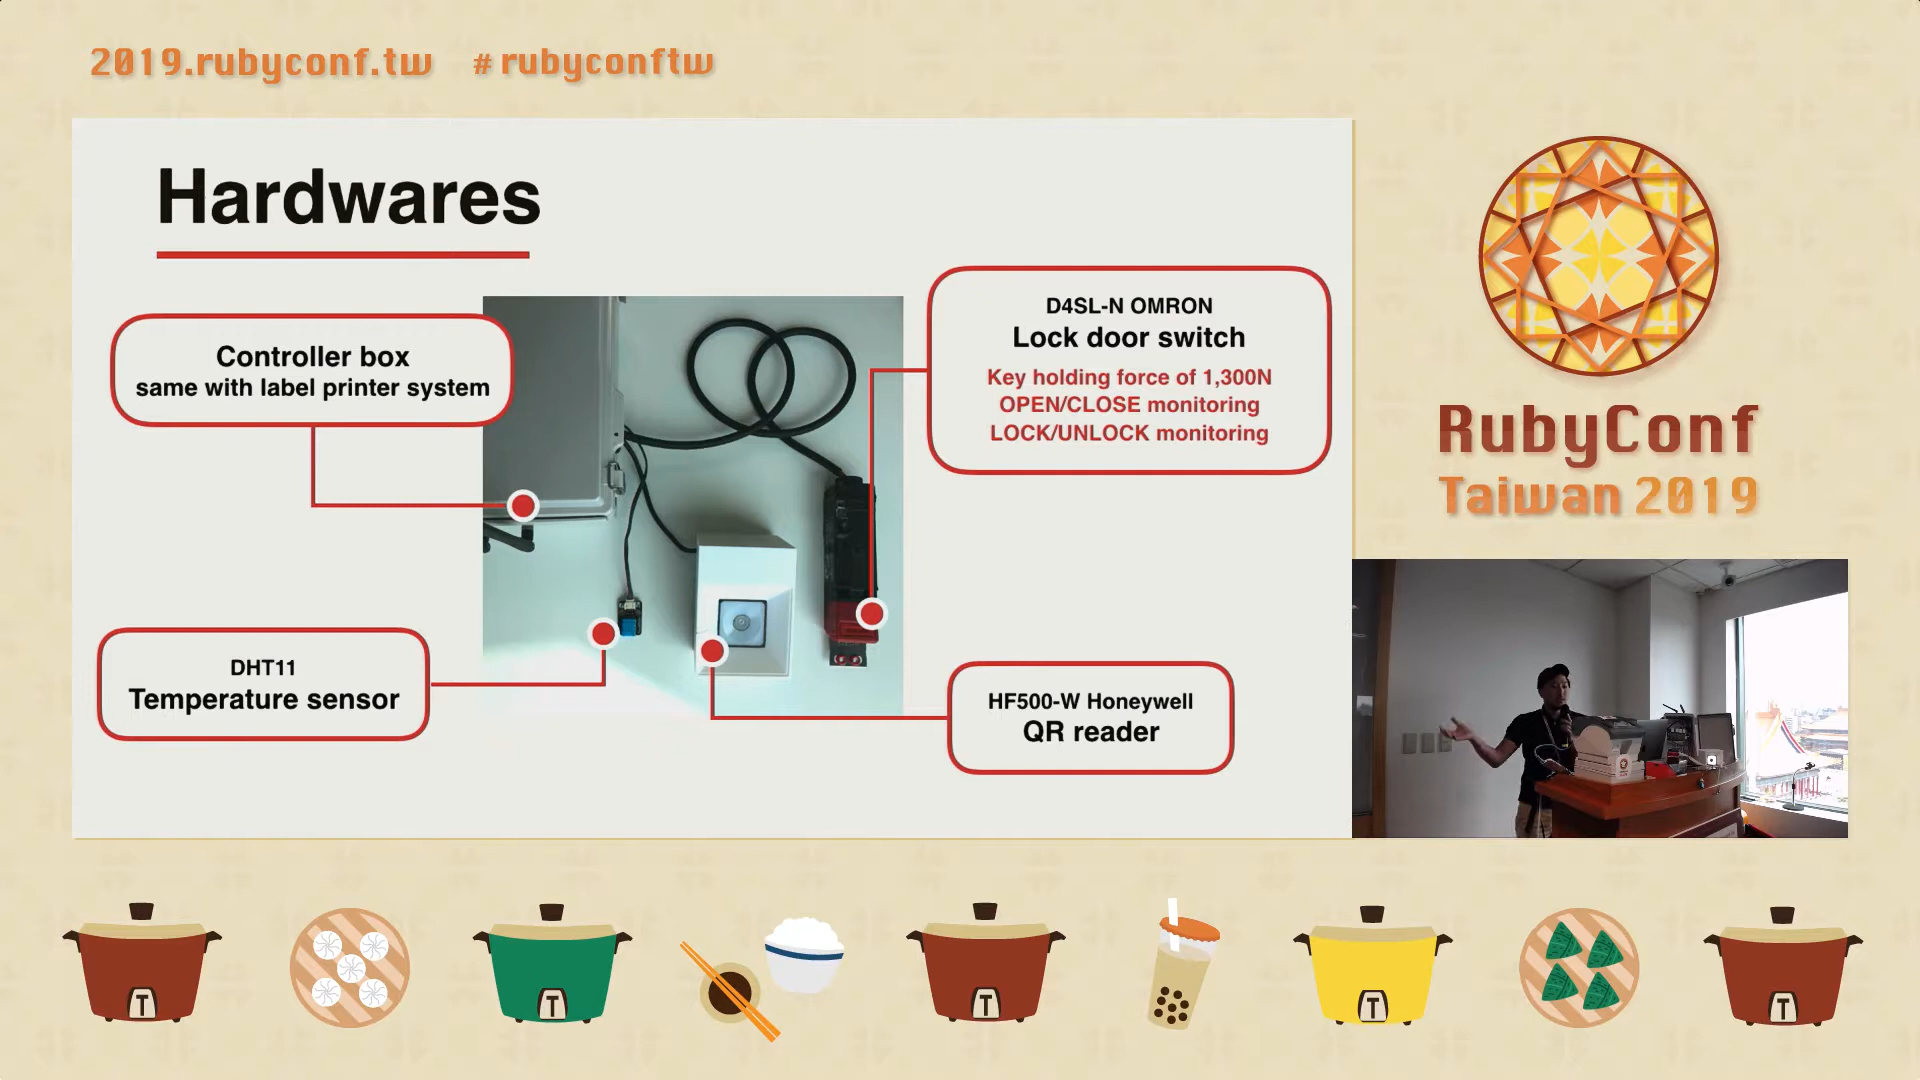 2019.rubyconf.tw #rubyconftw
Hardwares
Controller box
same with label printer system
D4SL-N OMRON
Lock door switch
Key holding force of 1,300N
OPEN/CLOSE monitoring
LOCK/UNLOCK monitoring
DHT11
Temperature sensor
HF500-W Honeywell
QR reader
RubyConf
Taiwan 2019
T
T
T
T
T